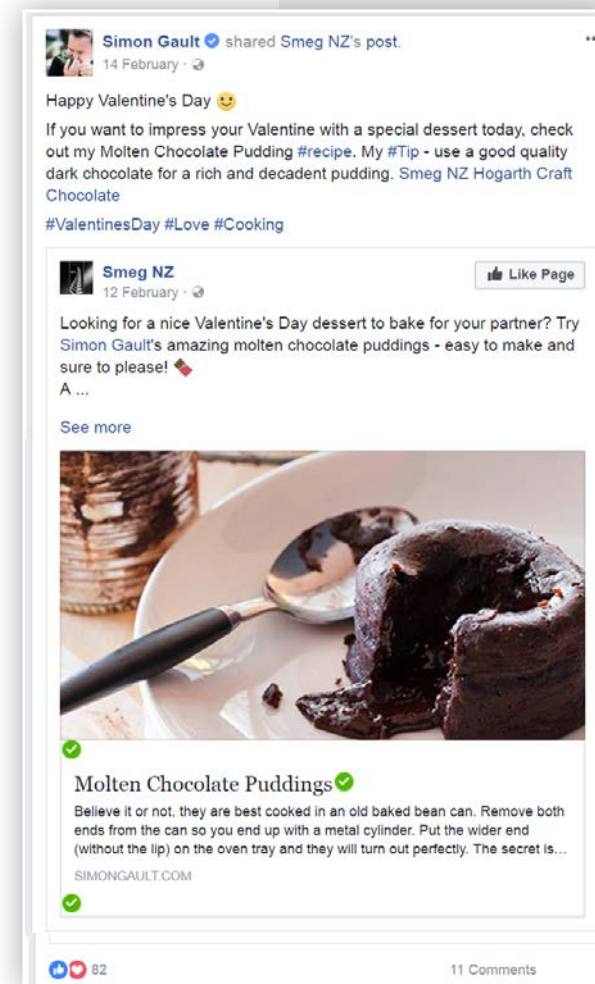 Simon Gault shared Smeg NZ's post.
14 February ·
Happy Valentine's Day
If you want to impress your Valentine with a special dessert today, check
out my Molten Chocolate Pudding #recipe. My #Tip - use a good quality
dark chocolate for a rich and decadent pudding. Smeg NZ Hogarth Craft
Chocolate
#ValentinesDay #Love #Cooking
Smeg NZ
Like Page
12 February ·
Looking for a nice Valentine's Day dessert to bake for your partner? Try
Simon Gault's amazing molten chocolate puddings - easy to make and
sure to please!
A ...
See more
Molten Chocolate Puddings
Believe it or not, they are best cooked in an old baked bean can. Remove both
ends from the can so you end up with a metal cylinder. Put the wider end
(without the lip) on the oven tray and they will turn out perfectly. The secret is...
SIMONGAULT.COM
82
11 Comments